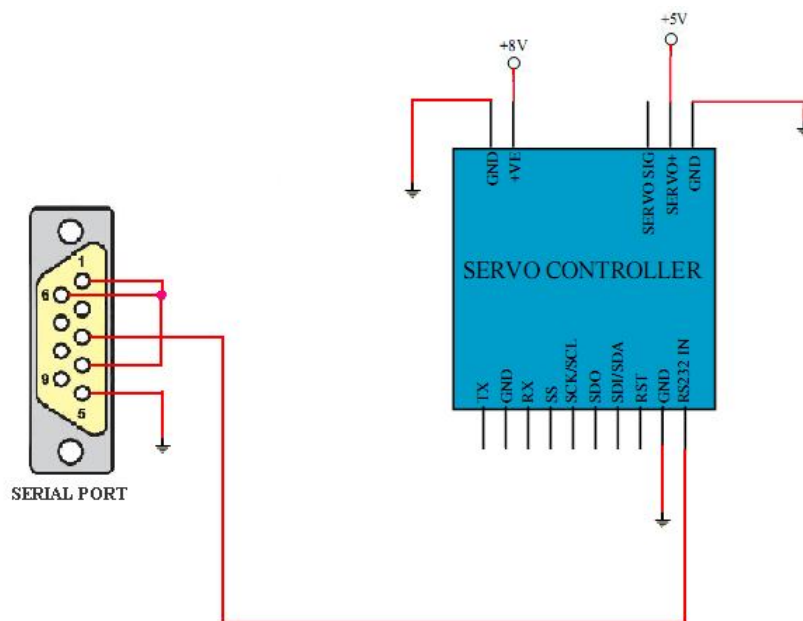 +5V
+8V
GND
+VE
SERVO SIG
SERVO+
GND
1
6
SERVO CONTROLLER
9
5
TX
GND
RX
SS
SCK/SCL
SDO
SDI/SDA
RST
GND
RS232 IN
SERIAL PORT